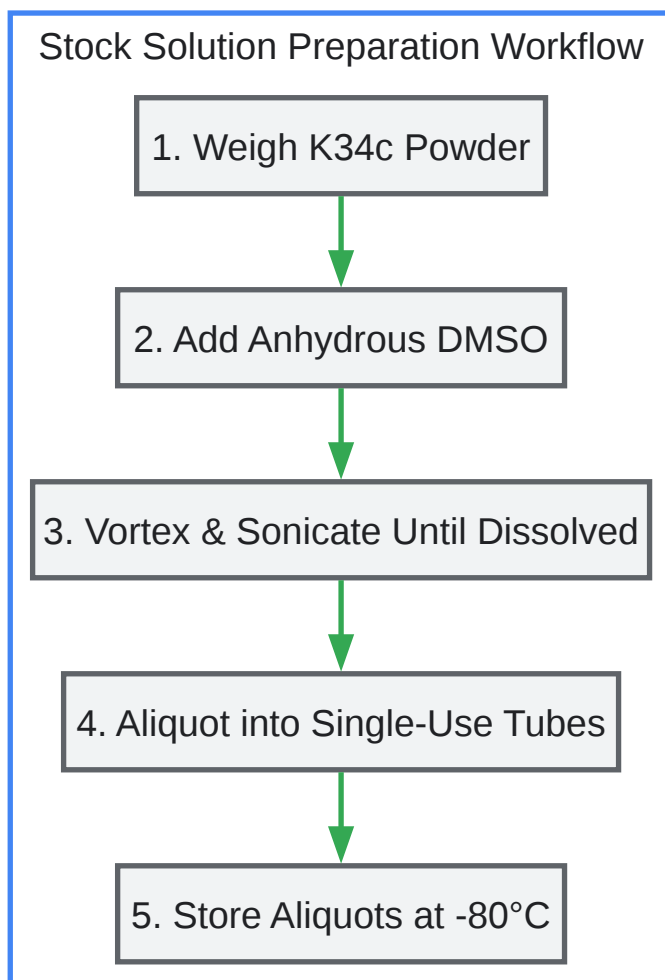 Stock Solution Preparation Workflow
1. Weigh K34c Powder
2. Add Anhydrous DMSO
3. Vortex & Sonicate Until Dissolved
4. Aliquot into Single-Use Tubes
5. Store Aliquots at -80°C